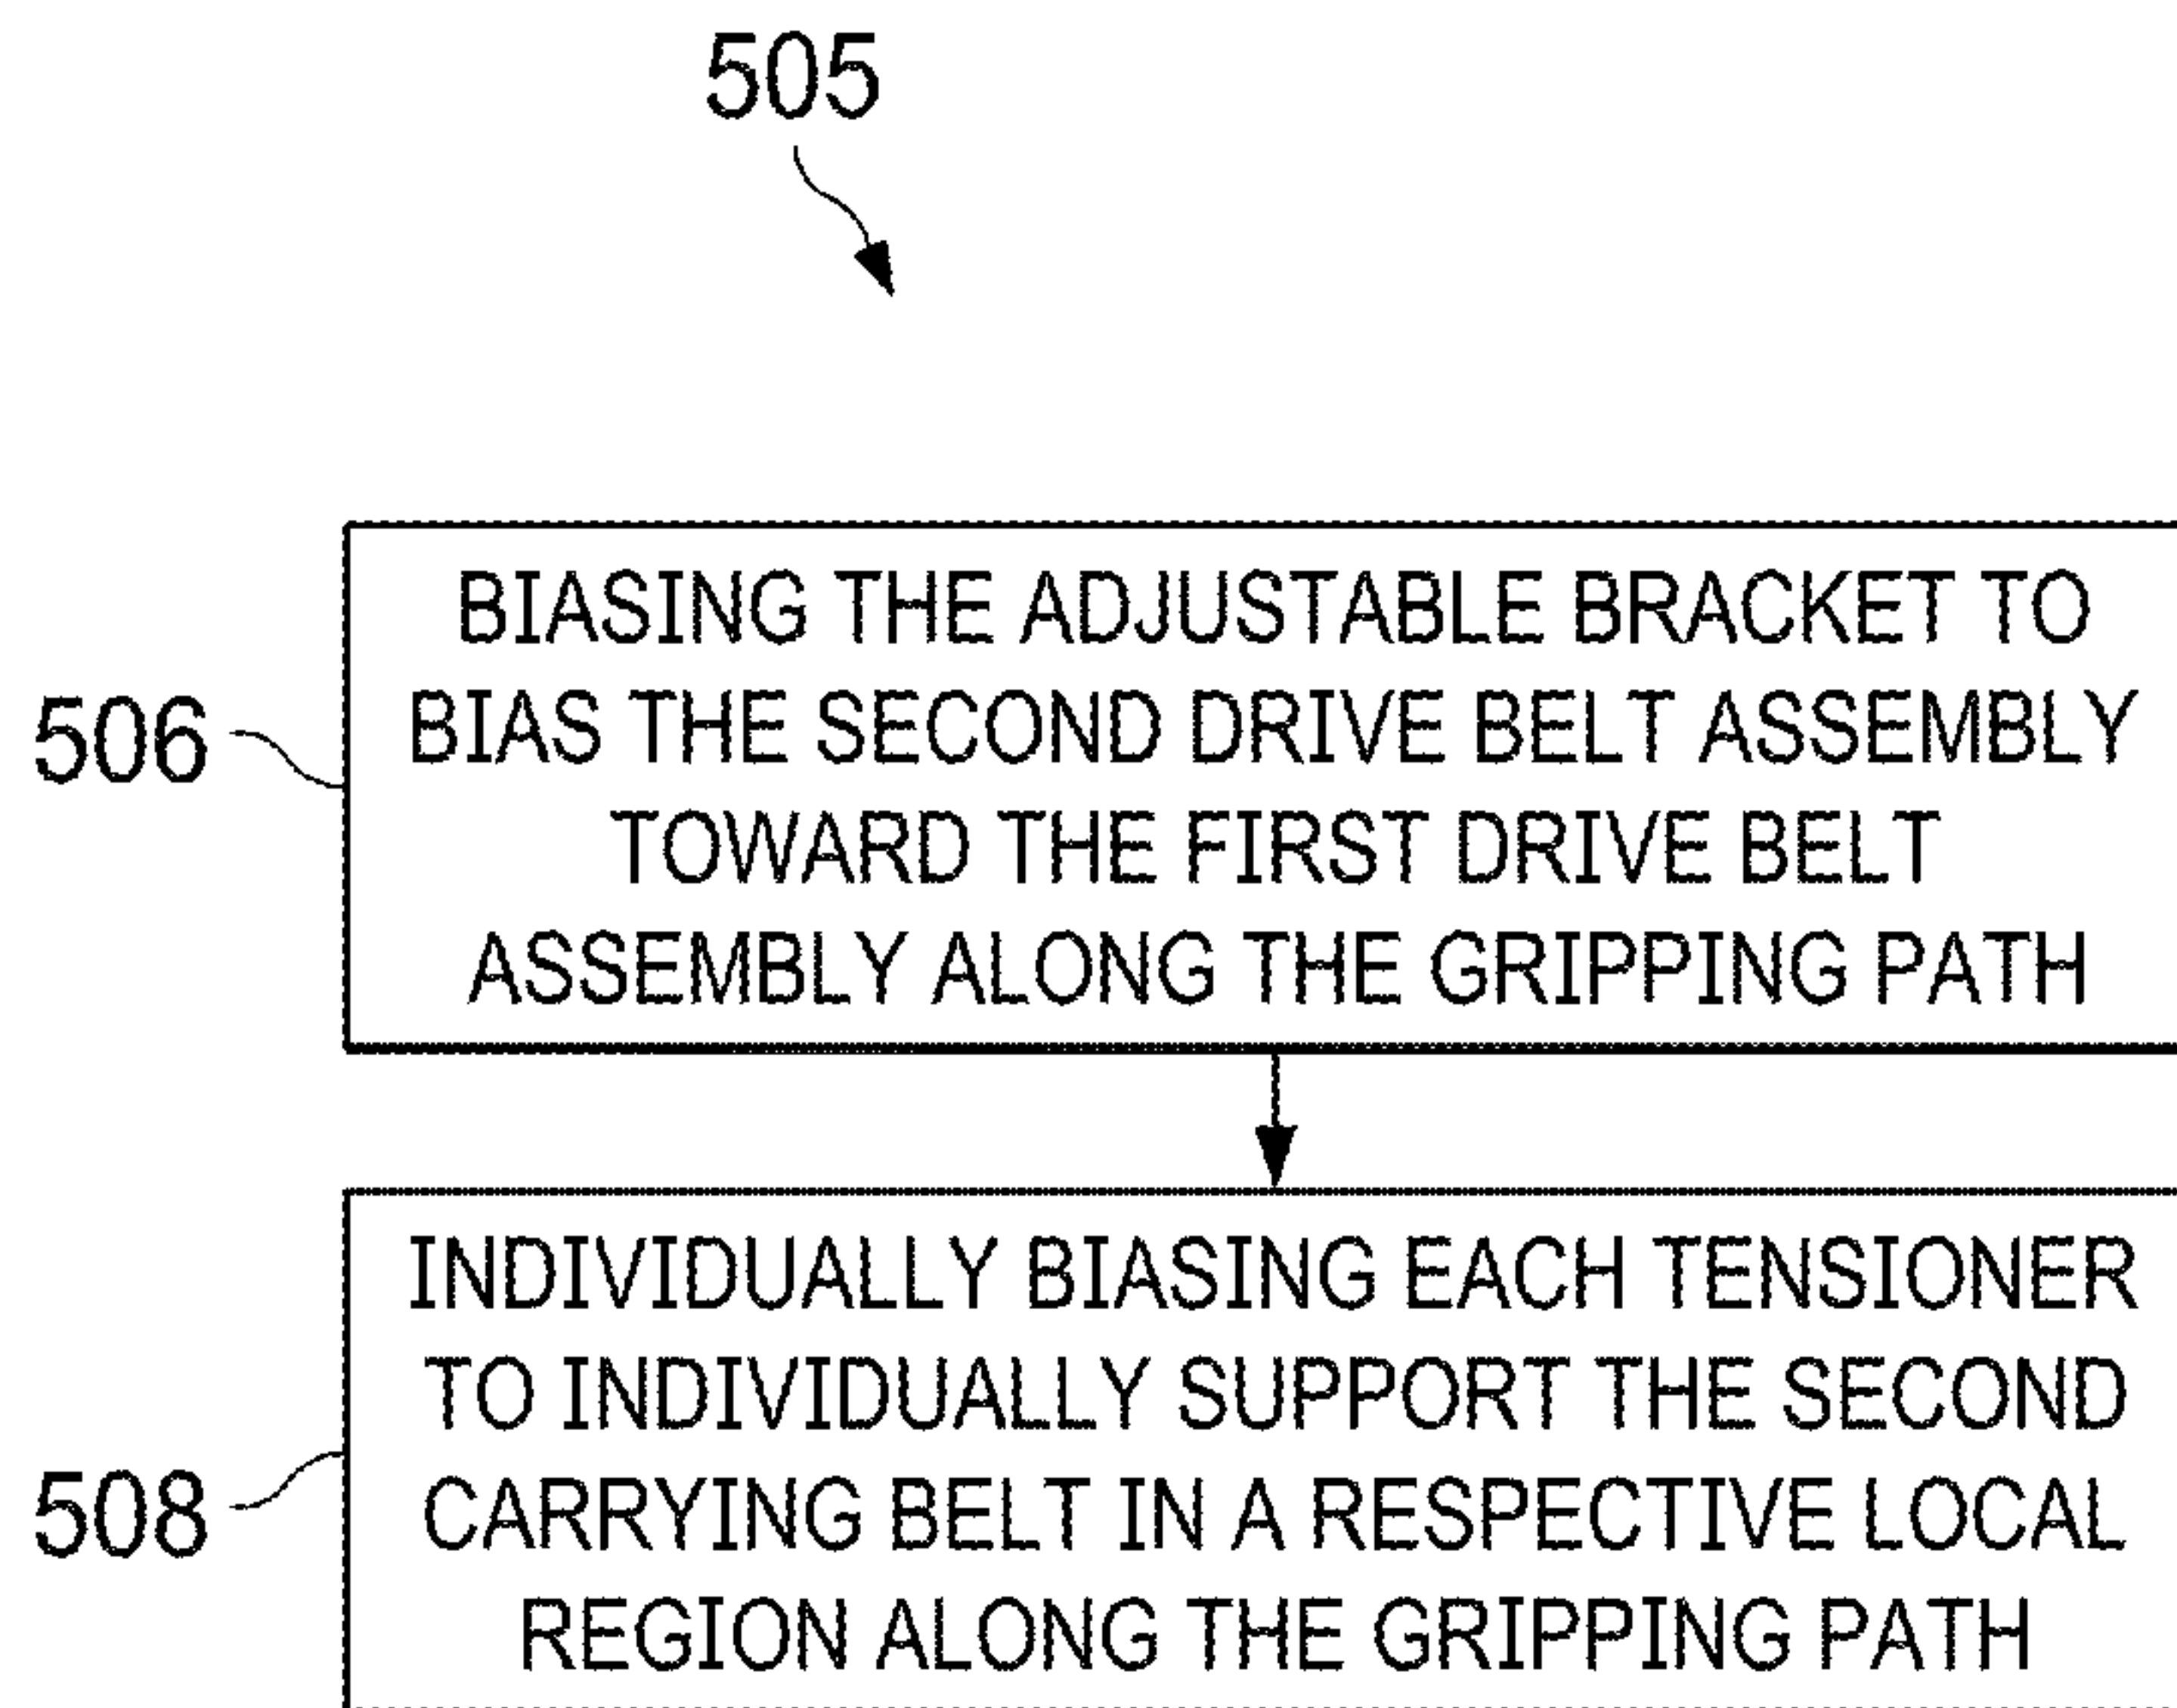 505
506
BIASING THE ADJUSTABLE BRACKET TO
BIAS THE SECOND DRIVE BELT ASSEMBLY
TOWARD THE FIRST DRIVE BELT
ASSEMBLY ALONG THE GRIPPING PATH
508
INDIVIDUALLY BIASING EACH TENSIONER
TO INDIVIDUALLY SUPPORT THE SECOND
CARRYING BELT IN A RESPECTIVE LOCAL
REGION ALONG THE GRIPPING PATH